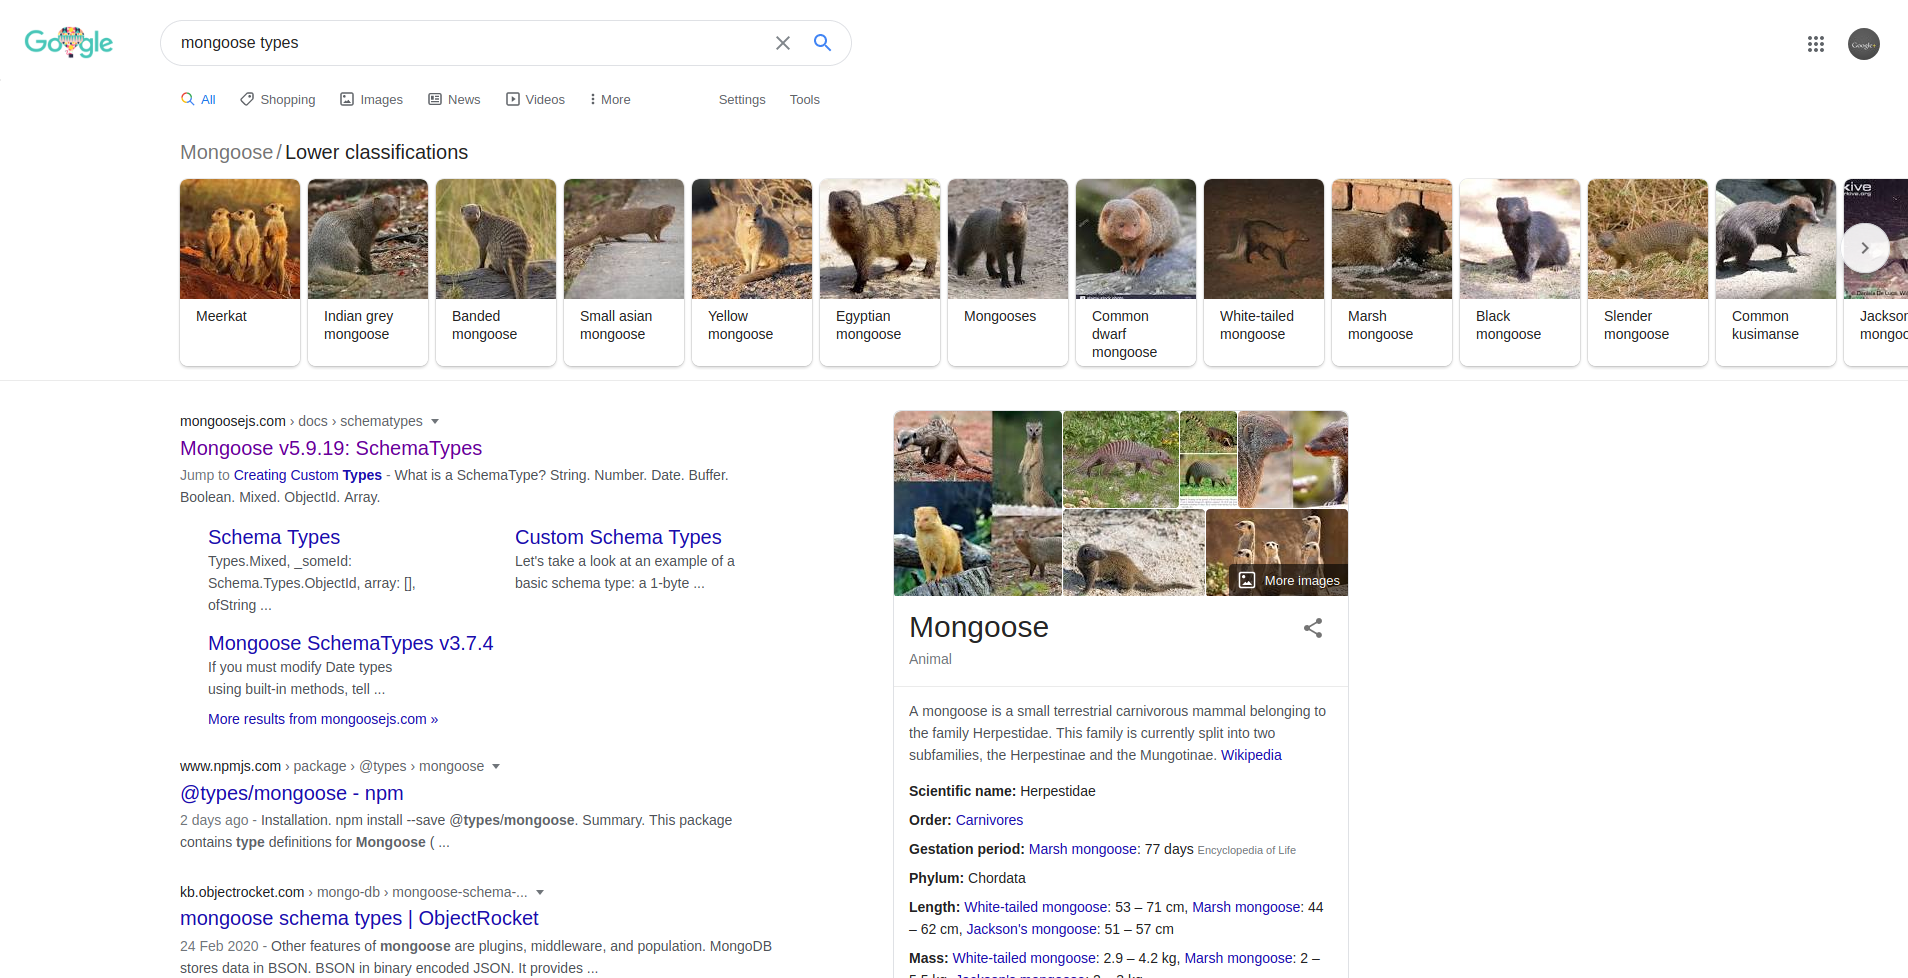 Google
mongoose types
Google+
All
Shopping
Images
News
Videos
More
Settings
Tools
Mongoose / Lower classifications
Meerkat
Indian grey
mongoose
Banded
mongoose
Small asian
mongoose
Yellow
mongoose
Egyptian
mongoose
Mongooses
Common
dwarf
mongoose
White-tailed
mongoose
Marsh
mongoose
Black
mongoose
Slender
mongoose
Common
kusimanse
mongoosejs.com › docs › schematypes
Mongoose v5.9.19: SchemaTypes
Jump to Creating Custom Types - What is a SchemaType? String. Number. Date. Buffer.
Boolean. Mixed. ObjectId. Array.
Schema Types
Types.Mixed, _someId:
Schema.Types.ObjectId, array: [],
ofString ...
Custom Schema Types
Let's take a look at an example of a
basic schema type: a 1-byte ...
Mongoose SchemaTypes v3.7.4
If you must modify Date types
using built-in methods, tell ...
More results from mongoosejs.com »
www.npmjs.com › package › @types › mongoose
@types/mongoose - npm
2 days ago - Installation. npm install --save @types/mongoose. Summary. This package
contains type definitions for Mongoose ( ...
kb.objectrocket.com › mongo-db › mongoose-schema-...
mongoose schema types | ObjectRocket
24 Feb 2020 - Other features of mongoose are plugins, middleware, and population. MongoDB
stores data in BSON. BSON in binary encoded JSON. It provides ...
More images
Mongoose
Animal
A mongoose is a small terrestrial carnivorous mammal belonging to
the family Herpestidae. This family is currently split into two
subfamilies, the Herpestinae and the Mungotinae. Wikipedia
Scientific name: Herpestidae
Order: Carnivores
Gestation period: Marsh mongoose: 77 days Encyclopedia of Life
Phylum: Chordata
Length: White-tailed mongoose: 53 – 71 cm, Marsh mongoose: 44
– 62 cm, Jackson's mongoose: 51 – 57 cm
Mass: White-tailed mongoose: 2.9 – 4.2 kg, Marsh mongoose: 2 –